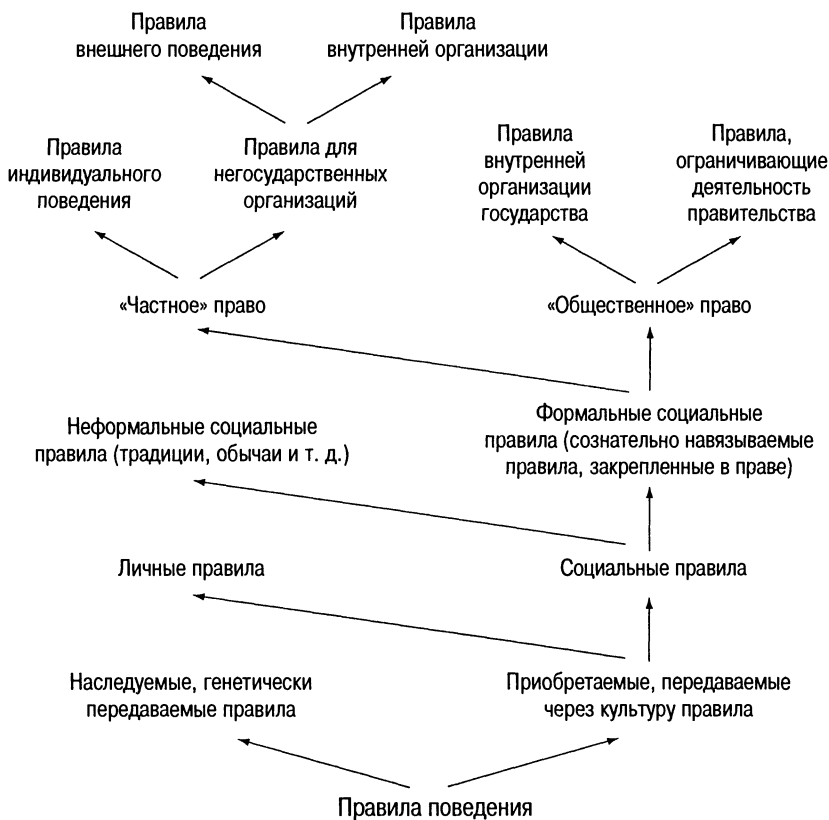 Правила
внешнего поведения
Правила
внутренней организации
Правила
индивидуального
поведения
Правила для
негосударственных
организаций
Правила
внутренней
организации
государства
Правила,
ограничивающие
деятельность
правительства
«Частное» право
«Общественное» право
Неформальные социальные
правила (традиции, обычаи и т. д.)
Формальные социальные
правила (сознательно навязываемые
правила, закрепленные в праве)
Личные правила
Социальные правила
Наследуемые, генетически
передаваемые правила
Приобретаемые, передаваемые
через культуру правила
Правила поведения